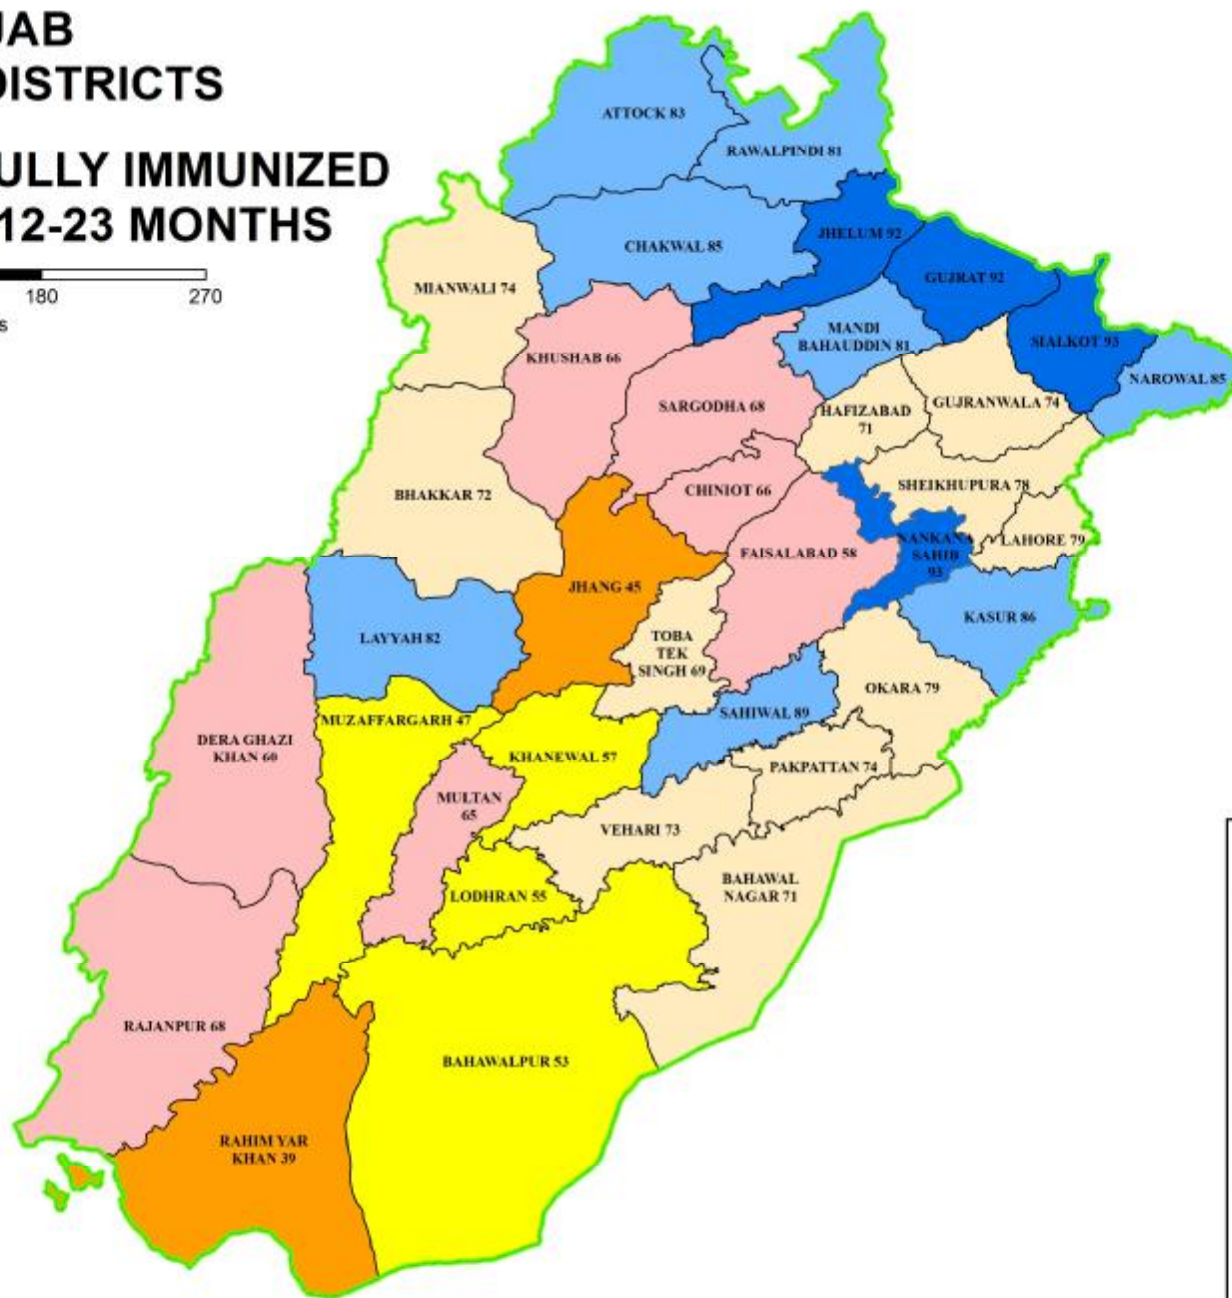 JAB
DISTRICTS
ULLY IMMUNIZED
12-23 MONTHS
180 270
s
ATTOCK 83
RAWALPINDI 81
CHAKWAL 85
JHELUM 92
GUJRAT 92
MIANWALI 74
MANDI
BAHAUDDIN 81
SIALKOT 93
KHUSHAB 66
NAROWAL 85
SARGODHA 68
HAFIZABAD
71
GUJRANWALA 74
BHAKKAR 72
CHINIOT 66
SHEIKHUPURA 78
FAISALABAD 58
NANKANA
SAHIB
93
LAHORE 79
JHANG 45
KASUR 86
LAYYAH 82
TOBA
TEK
SINGH 69
OKARA 79
MUZAFFARGARH 47
SAHIWAL 89
DERA GHAZI
KHAN 60
KHANEWAL 57
PAKPATTAN 74
MULTAN
65
VEHARI 73
LODHRAN 55
BAHAWAL
NAGAR 71
RAJANPUR 68
BAHAWALPUR 53
RAHIM YAR
KHAN 39